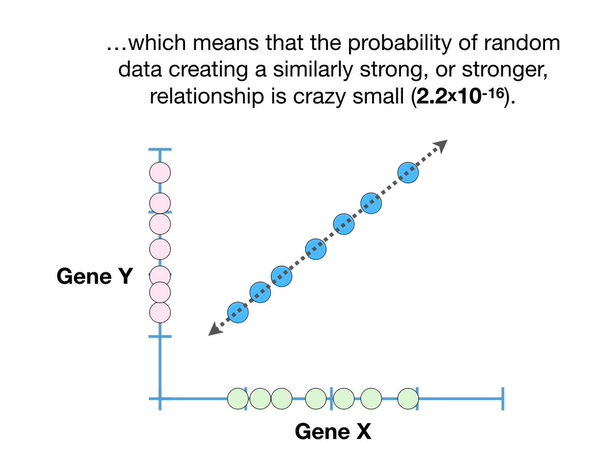 ...which means that the probability of random
data creating a similarly strong, or stronger,
relationship is crazy small (2.2x10-16).
Gene Y
Gene X